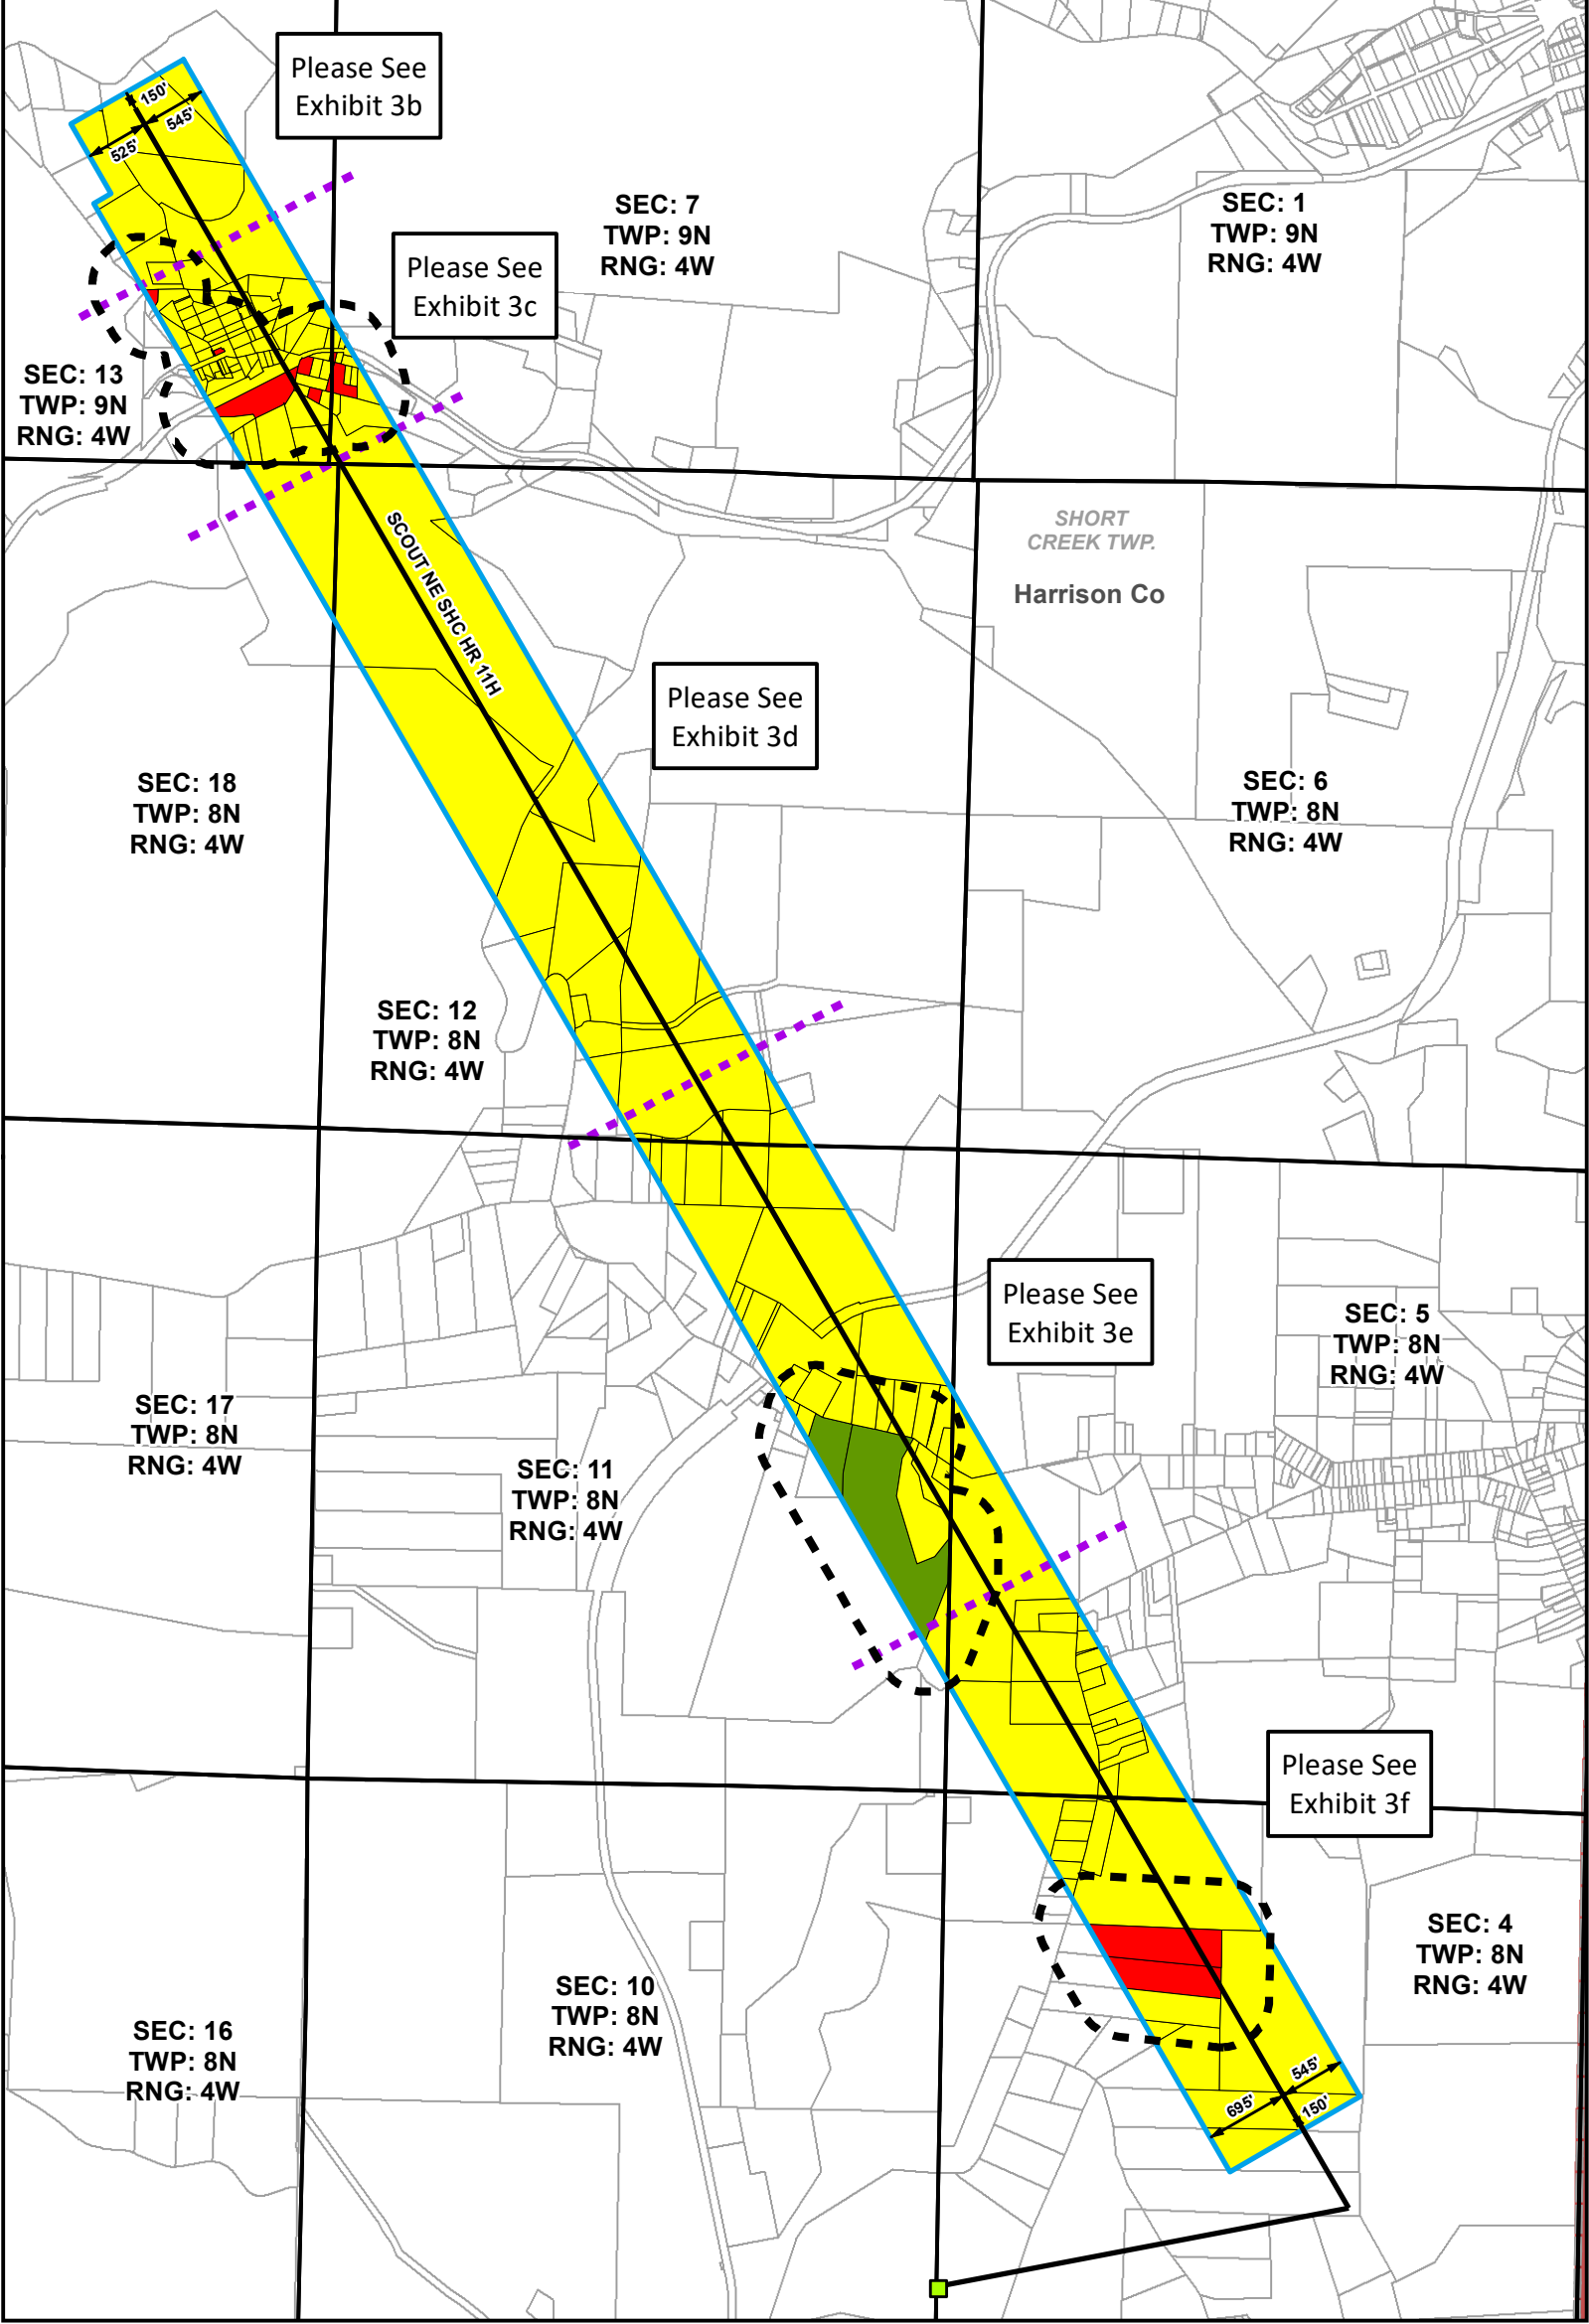 Please See
Exhibit 3b
150'
545'
525'
SEC: 7
TWP: 9N
RNG: 4W
SEC: 1
TWP: 9N
RNG: 4W
Please See
Exhibit 3c
SEC: 13
TWP: 9N
RNG: 4W
SCOUT NE SHC HR 11H
SHORT
CREEK TWP.
Harrison Co
Please See
Exhibit 3d
SEC: 18
TWP: 8N
RNG: 4W
SEC: 6
TWP: 8N
RNG: 4W
SEC: 12
TWP: 8N
RNG: 4W
Please See
Exhibit 3e
SEC: 5
TWP: 8N
RNG: 4W
SEC: 17
TWP: 8N
RNG: 4W
SEC: 11
TWP: 8N
RNG: 4W
Please See
Exhibit 3f
SEC: 4
TWP: 8N
RNG: 4W
SEC: 10
TWP: 8N
RNG: 4W
SEC: 16
TWP: 8N
RNG: 4W
545'
695'
150'